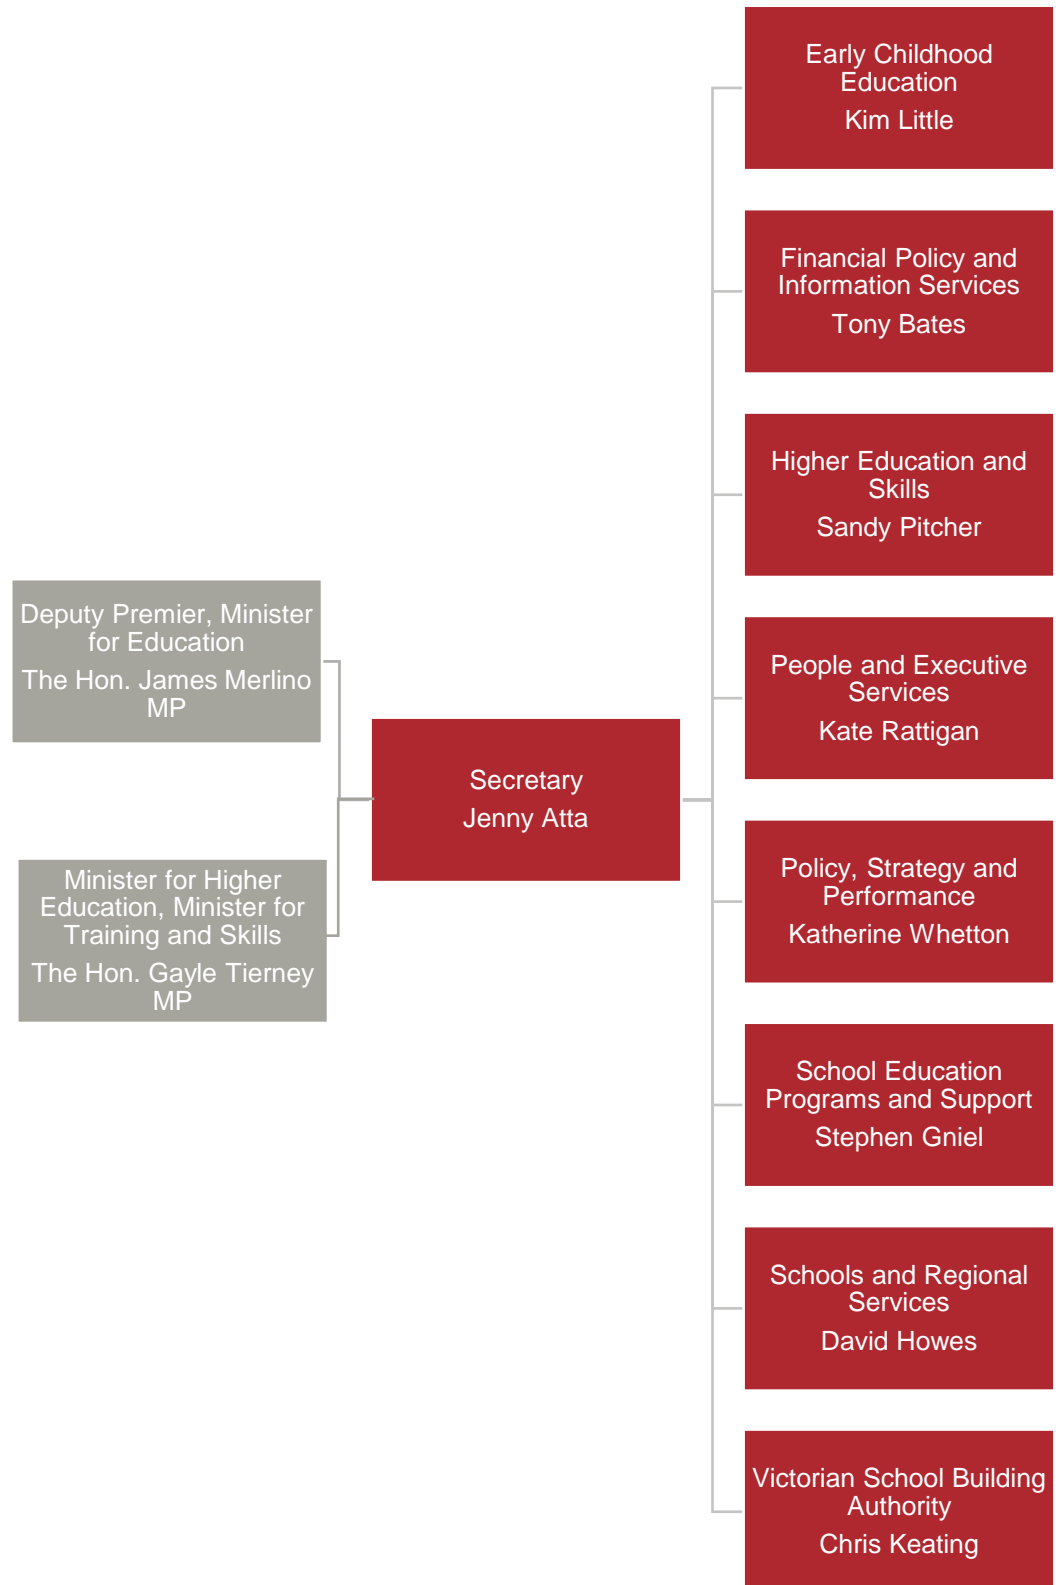 Deputy Premier, Minister
for Education
The Hon. James Merlino
MP
Minister for Higher
Education, Minister for
Training and Skills
The Hon. Gayle Tierney
MP
Secretary
Jenny Atta
Early Childhood
Education
Kim Little
Financial Policy and
Information Services
Tony Bates
Higher Education and
Skills
Sandy Pitcher
People and Executive
Services
Kate Rattigan
Policy, Strategy and
Performance
Katherine Whetton
School Education
Programs and Support
Stephen Gniel
Schools and Regional
Services
David Howes
Victorian School Building
Authority
Chris Keating